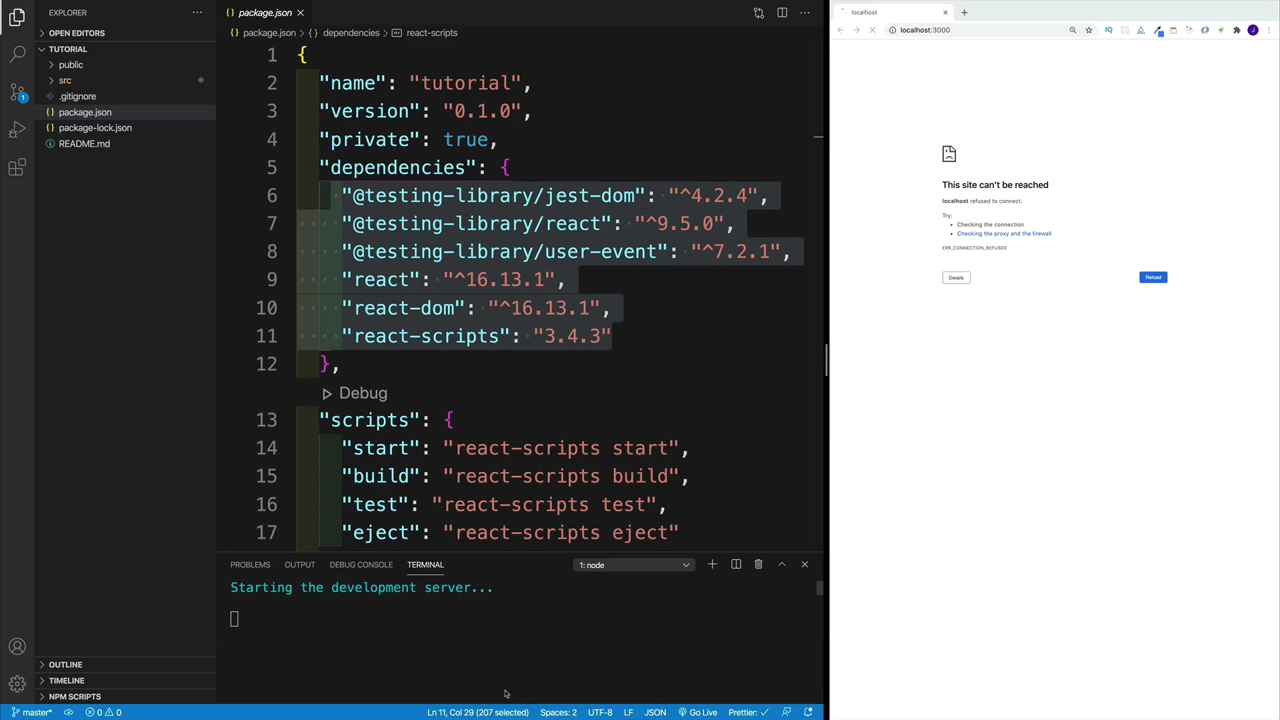 EXPLORER
OPEN EDITORS
TUTORIAL
public
src
.gitignore
package.json
package-lock.json
README.md
OUTLINE
TIMELINE
NPM SCRIPTS
package.json
package.json > dependencies > react-scripts
1 {
2 "name": "tutorial",
3 "version": "0.1.0",
4 "private": true,
5 "dependencies": {
6 "@testing-library/jest-dom": "^4.2.4",
7 "@testing-library/react": "^9.5.0",
8 "@testing-library/user-event": "^7.2.1",
9 "react": "^16.13.1",
10 "react-dom": "^16.13.1",
11 "react-scripts": "3.4.3"
12 },
Debug
13 "scripts": {
14 "start": "react-scripts start",
15 "build": "react-scripts build",
16 "test": "react-scripts test",
17 "eject": "react-scripts eject"
PROBLEMS OUTPUT DEBUG CONSOLE TERMINAL 1: node
Starting the development server...
master* 0 0 Ln 11, Col 29 (207 selected) Spaces: 2 UTF-8 LF JSON Go Live Prettier: ✓
1
localhost
localhost:3000
IQ
J
This site can't be reached
localhost refused to connect.
Try:
• Checking the connection
• Checking the proxy and the firewall
ERR_CONNECTION_REFUSED
Details Reload